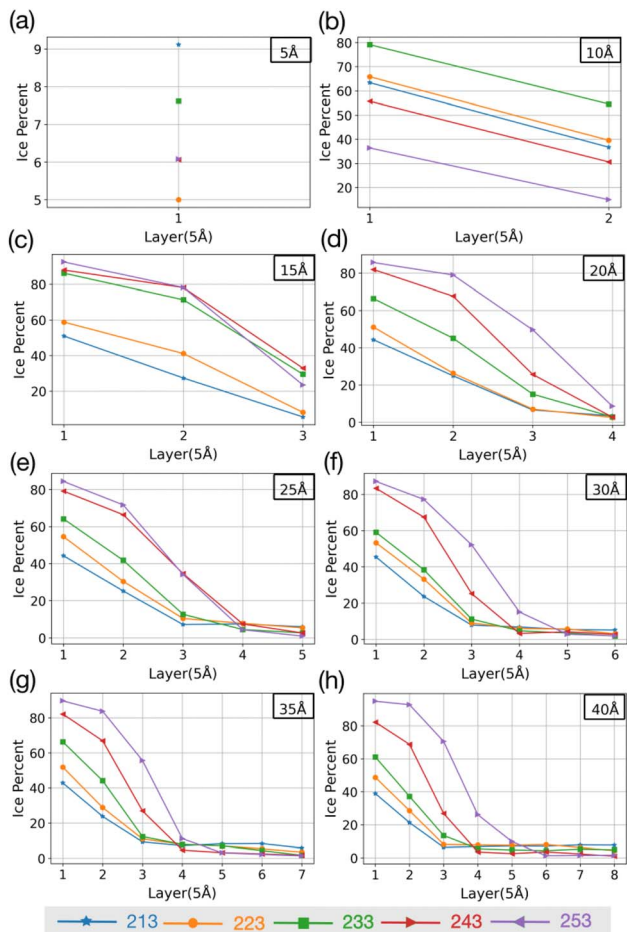 (a)
5Å
Ice Percent
9
8
7
6
5
1
Layer(5Å)
(b)
10Å
Ice Percent
80
70
60
50
40
30
20
1 2
Layer(5Å)
(c)
15Å
Ice Percent
80
60
40
20
1 2 3
Layer(5Å)
(d)
20Å
Ice Percent
80
60
40
20
0
1 2 3 4
Layer(5Å)
(e)
25Å
Ice Percent
80
60
40
20
0
1 2 3 4 5
Layer(5Å)
(f)
30Å
Ice Percent
80
60
40
20
0
1 2 3 4 5 6
Layer(5Å)
(g)
35Å
Ice Percent
80
60
40
20
0
1 2 3 4 5 6 7
Layer(5Å)
(h)
40Å
Ice Percent
80
60
40
20
0
1 2 3 4 5 6 7 8
Layer(5Å)
213 223 233 243 253